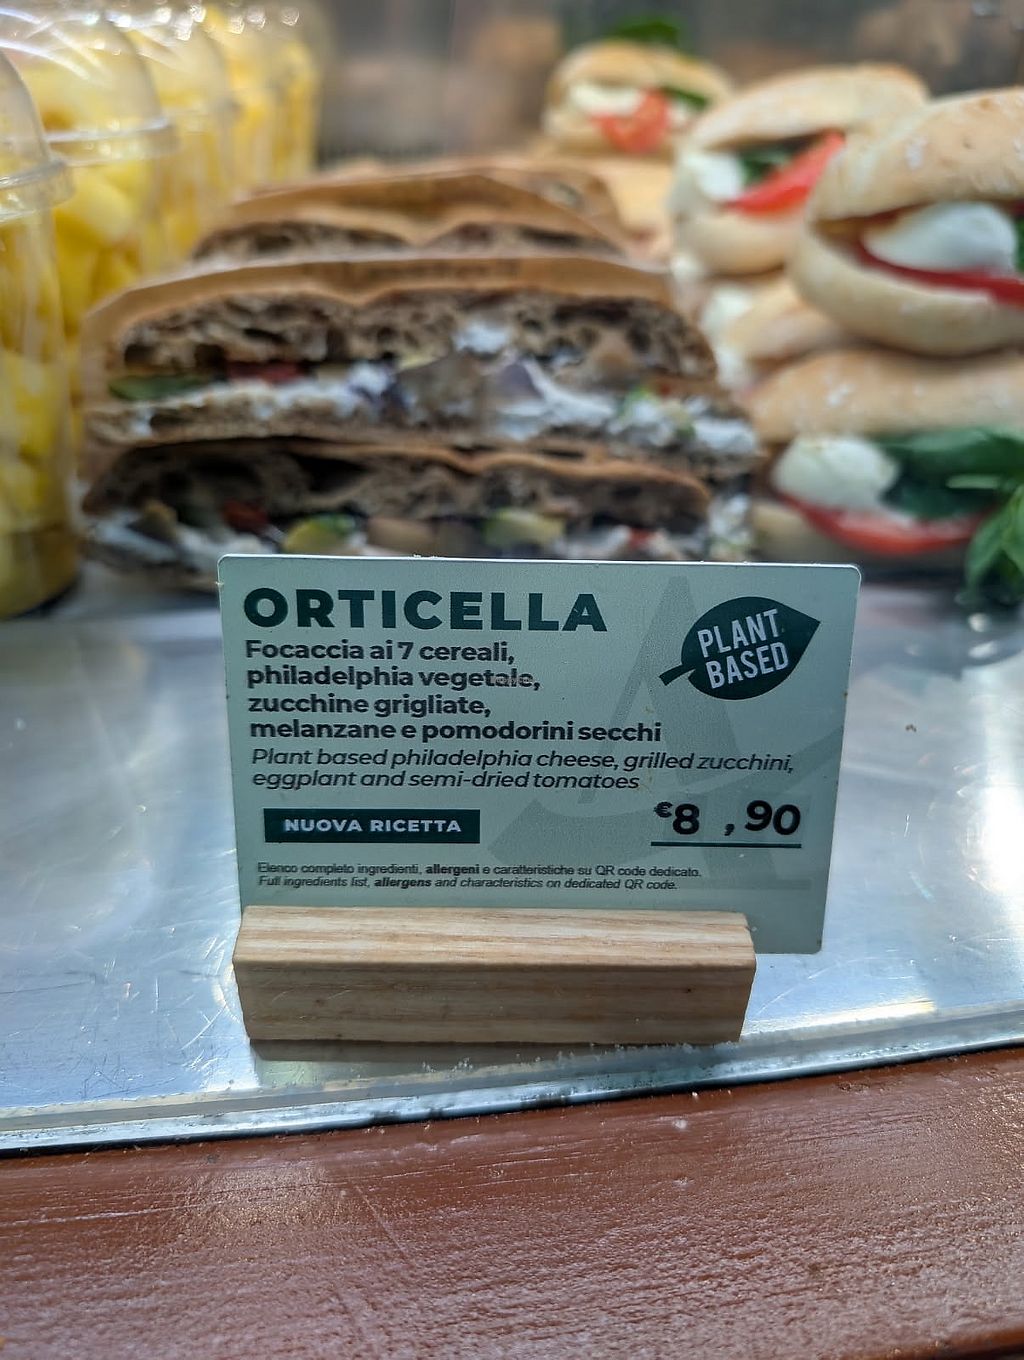 ORTICELLA
Focaccia ai 7 cereali,
philadelphia vegetale,
zucchine grigliate,
melanzane e pomodorini secchi
Plant based philadelphia cheese, grilled zucchini,
eggplant and semi-dried tomatoes
PLANT
BASED
NUOVA RICETTA
€8 ,90
Elenco completo ingredienti, allergeni e caratteristiche su QR code dedicato.
Full ingredients list, allergens and characteristics on dedicated QR code.